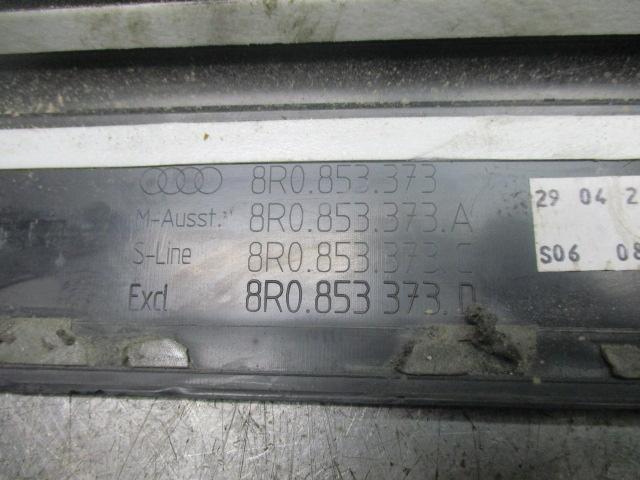 8R0.853.373
M-Ausst. 8R0.853.373.A
S-Line 8R0.853.373.C
Excl. 8R0.853 373.D
29 04 2
S06 08